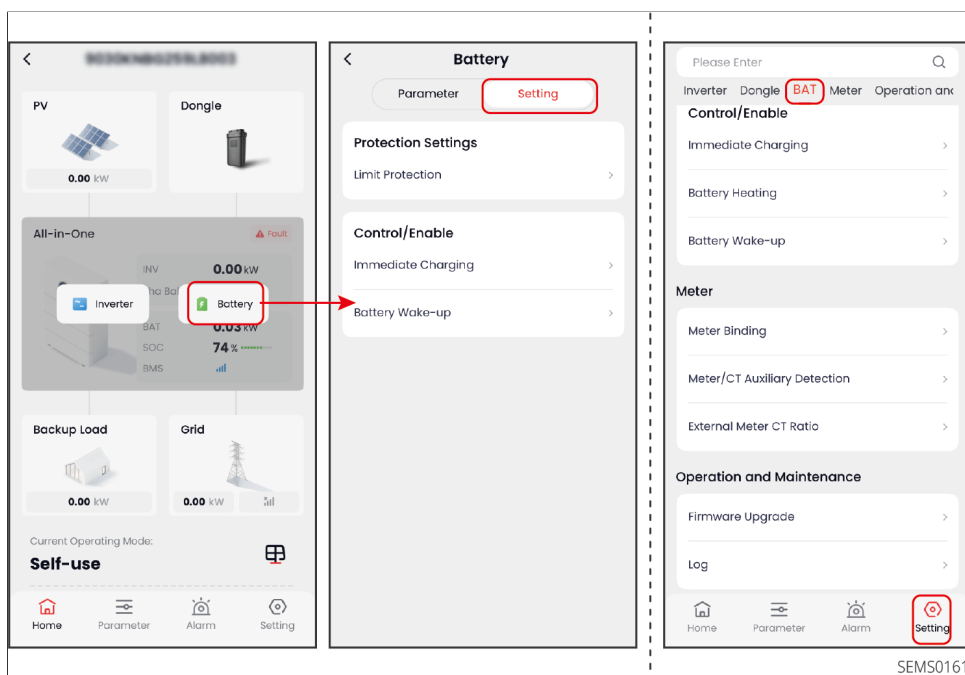 PV
Dongle
0.00 kW
All-in-One
Fault
INV 0.00 kW
Inverter
Battery
BAT 0.03 kW
SOC 74 %
BMS
Backup Load
Grid
0.00 kW
0.00 kW
Current Operating Mode:
Self-use
Home Parameter Alarm Setting
Battery
Parameter Setting
Protection Settings
Limit Protection
Control/Enable
Immediate Charging
Battery Wake-up
Please Enter
Inverter Dongle BAT Meter Operation and
Control/Enable
Immediate Charging
Battery Heating
Battery Wake-up
Meter
Meter Binding
Meter/CT Auxiliary Detection
External Meter CT Ratio
Operation and Maintenance
Firmware Upgrade
Log
Home Parameter Alarm Setting
SEMS0161